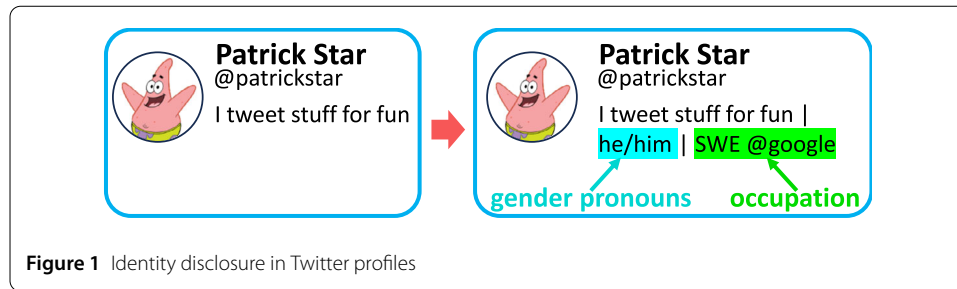 Patrick Star
@patrickstar
I tweet stuff for fun
Patrick Star
@patrickstar
I tweet stuff for fun |
he/him | SWE @google
gender pronouns
occupation
Figure 1 Identity disclosure in Twitter profiles